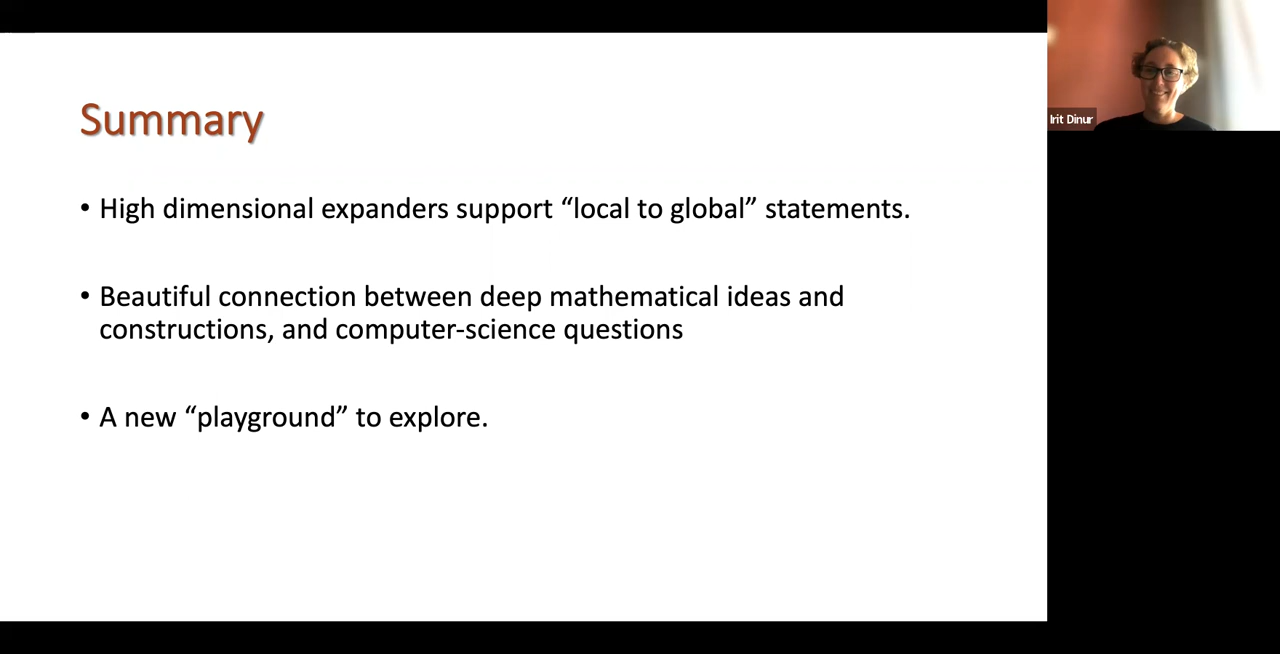 Summary
• High dimensional expanders support “local to global” statements.
• Beautiful connection between deep mathematical ideas and
constructions, and computer-science questions
• A new “playground” to explore.
Irit Dinur